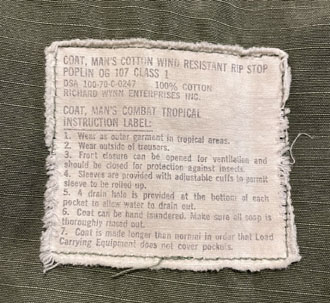 COAT, MAN'S COTTON WIND RESISTANT RIP STOP
POPLIN OG 107 CLASS 1
DSA 100-70-C-0247 100% COTTON
RICHARD WYNN ENTERPRISES INC.
COAT, MAN'S COMBAT TROPICAL
INSTRUCTION LABEL:
1. Wear as outer garment in tropical areas.
2. Wear outside of trousers.
3. Front closure can be opened for ventilation and
should be closed for protection against insects.
4. Sleeves are provided with adjustable cuffs to permit
sleeve to be rolled up.
5. A drain hole is provided at the bottom of each
pocket to allow water to drain out.
6. Coat can be hand laundered. Make sure all soap is
thoroughly rinsed out.
7. Coat is made longer than normal in order that Load
Carrying Equipment does not cover pockets.